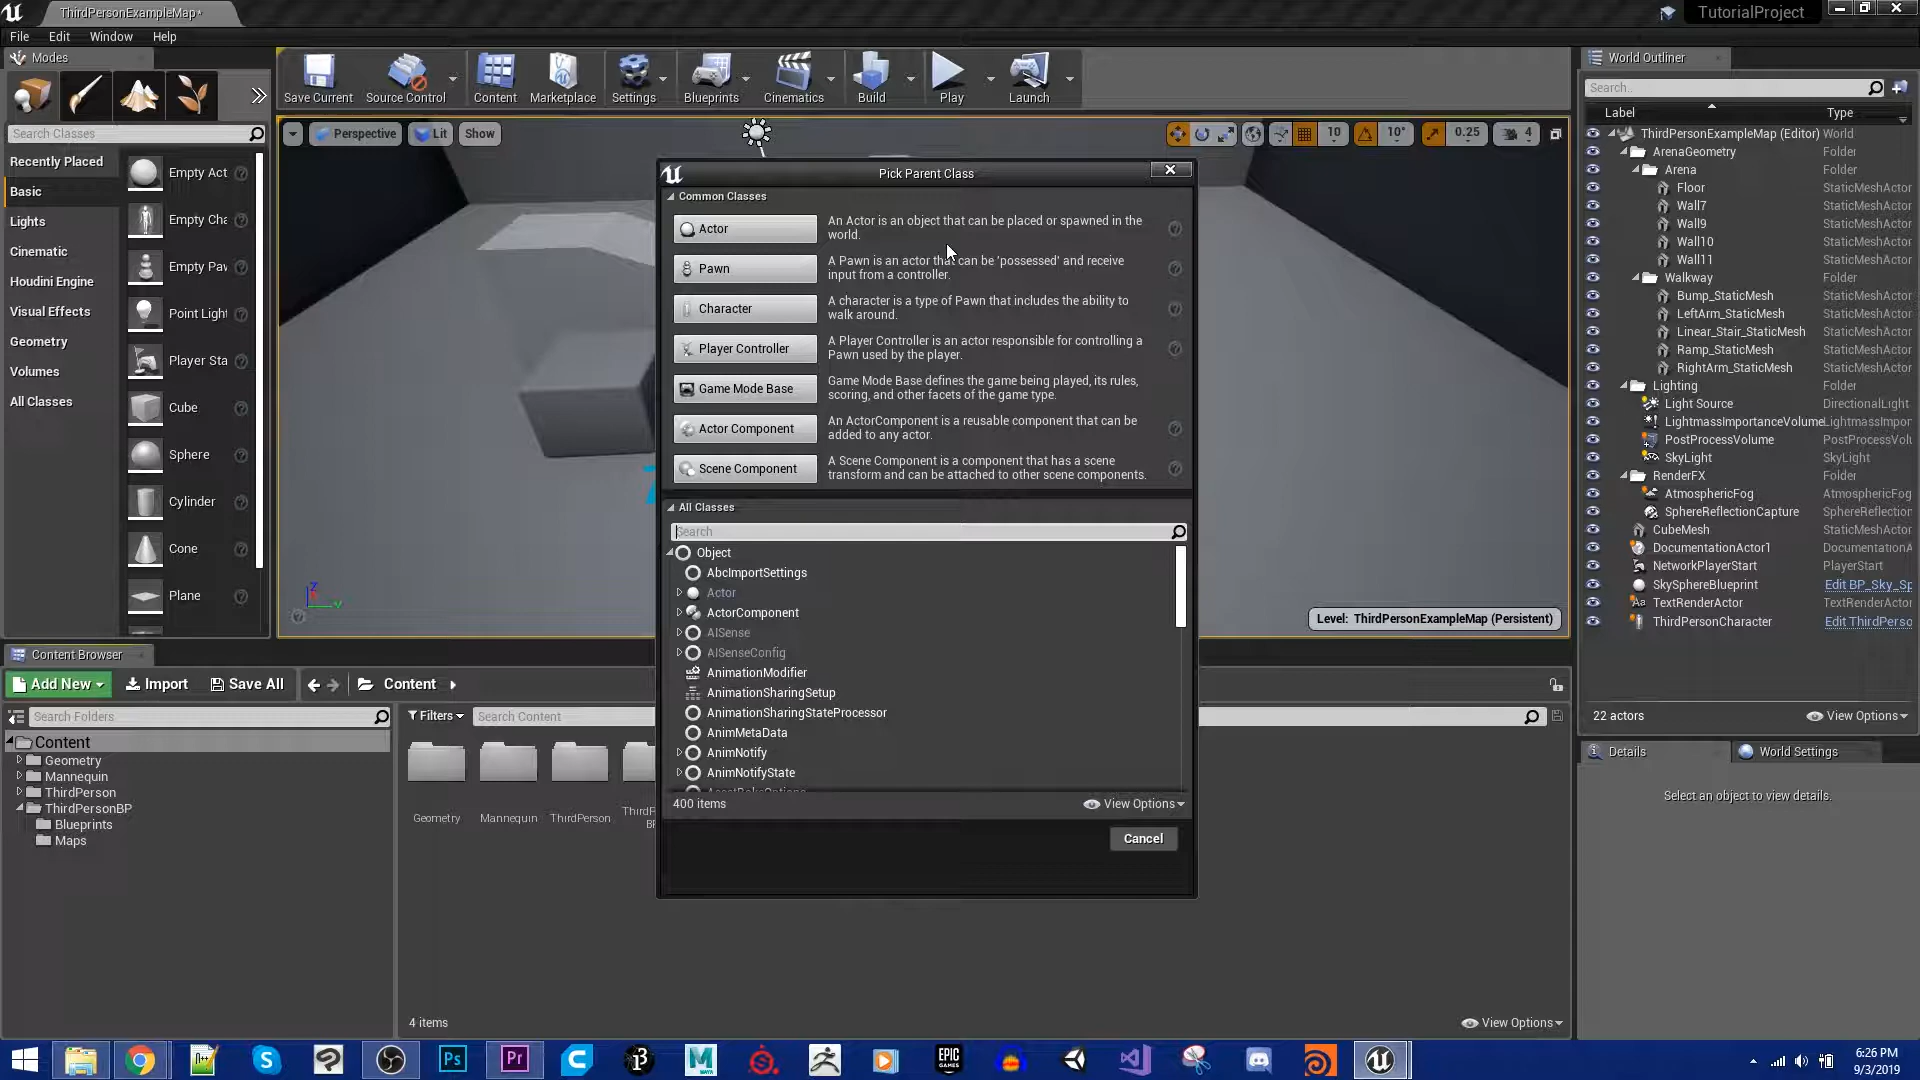 ThirdPersonExampleMap*
TutorialProject
File Edit Window Help
Modes
Save Current
Source Control
Content
Marketplace
Settings
Blueprints
Cinematics
Build
Play
Launch
Search Classes
Recently Placed
Basic
Lights
Cinematic
Houdini Engine
Visual Effects
Geometry
Volumes
All Classes
Empty Act
Empty Cha
Empty Paw
Point Light
Player Sta
Cube
Sphere
Cylinder
Cone
Plane
Perspective
Lit
Show
10
10°
0.25
4
Level: ThirdPersonExampleMap (Persistent)
Pick Parent Class
Common Classes
Actor
An Actor is an object that can be placed or spawned in the
world.
Pawn
A Pawn is an actor that can be 'possessed' and receive
input from a controller.
Character
A character is a type of Pawn that includes the ability to
walk around.
Player Controller
A Player Controller is an actor responsible for controlling a
Pawn used by the player.
Game Mode Base
Game Mode Base defines the game being played, its rules,
scoring, and other facets of the game type.
Actor Component
An ActorComponent is a reusable component that can be
added to any actor.
Scene Component
A Scene Component is a component that has a scene
transform and can be attached to other scene components.
All Classes
Search
Object
AbcImportSettings
Actor
ActorComponent
AISense
AISenseConfig
AnimationModifier
AnimationSharingSetup
AnimationSharingStateProcessor
AnimMetaData
AnimNotify
AnimNotifyState
400 items
View Options
Cancel
World Outliner
Search..
Label Type
ThirdPersonExampleMap (Editor) World
ArenaGeometry Folder
Arena Folder
Floor StaticMeshActor
Wall7 StaticMeshActor
Wall9 StaticMeshActor
Wall10 StaticMeshActor
Wall11 StaticMeshActor
Walkway Folder
Bump_StaticMesh StaticMeshActor
LeftArm_StaticMesh StaticMeshActor
Linear_Stair_StaticMesh StaticMeshActor
Ramp_StaticMesh StaticMeshActor
RightArm_StaticMesh StaticMeshActor
Lighting Folder
Light Source DirectionalLight
LightmassImportanceVolume LightmassImpor
PostProcessVolume PostProcessVolu
SkyLight SkyLight
RenderFX Folder
AtmosphericFog AtmosphericFog
SphereReflectionCapture SphereReflection
CubeMesh StaticMeshActor
DocumentationActor1 DocumentationA
NetworkPlayerStart PlayerStart
SkySphereBlueprint Edit BP_Sky_Sp
TextRenderActor TextRenderActor
ThirdPersonCharacter Edit ThirdPerso
22 actors
View Options
Details
World Settings
Select an object to view details.
Content Browser
Add New
Import
Save All
Content
Search Folders
Filters
Search Content
Content
Geometry
Mannequin
ThirdPerson
ThirdPersonBP
Blueprints
Maps
Geometry
Mannequin
ThirdPerson
ThirdP
BP
4 items
View Options
Ps
Pr
MAYA
EPIC
GAMES
6:26 PM
9/3/2019